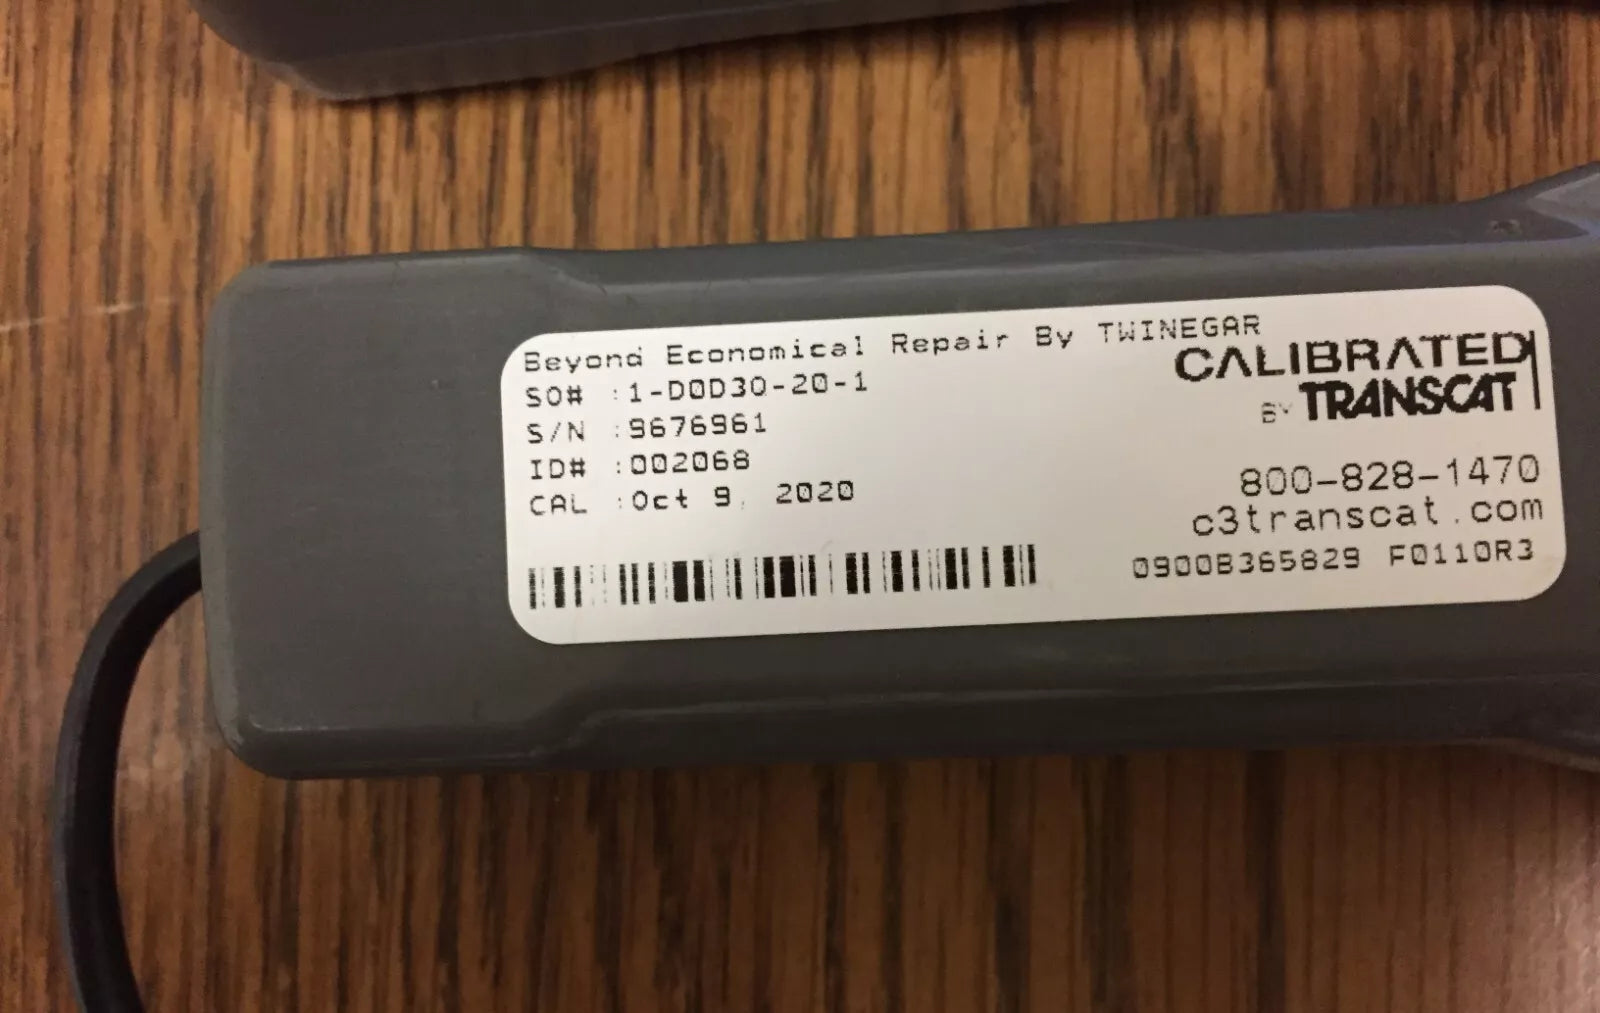 Beyond Economical Repair By TWINEGAR
SO# :1-D0D3O-20-1
S/N :9676961
ID# :002068
CAL :Oct 9, 2020
CALIBRATED
BY TRANSCAT
800-828-1470
c3transcat.com
0900B365829 F0110R3